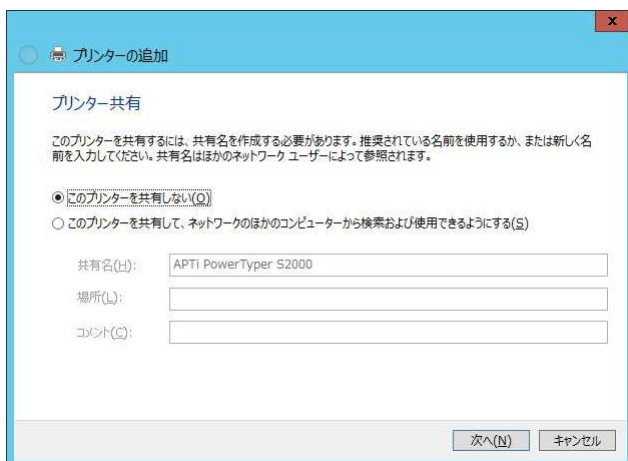 x
プリンターの追加
プリンター共有
このプリンターを共有するには、共有名を作成する必要があります。推奨されている名前を使用するか、または新しく名
前を入力してください。共有名はほかのネットワーク ユーザーによって参照されます。
このプリンターを共有しない(O)
このプリンターを共有して、ネットワークのほかのコンピューターから検索および使用できるようにする(S)
共有名(H): APTi PowerTyper S2000
場所(L):
コメント(C):
次へ(N) キャンセル